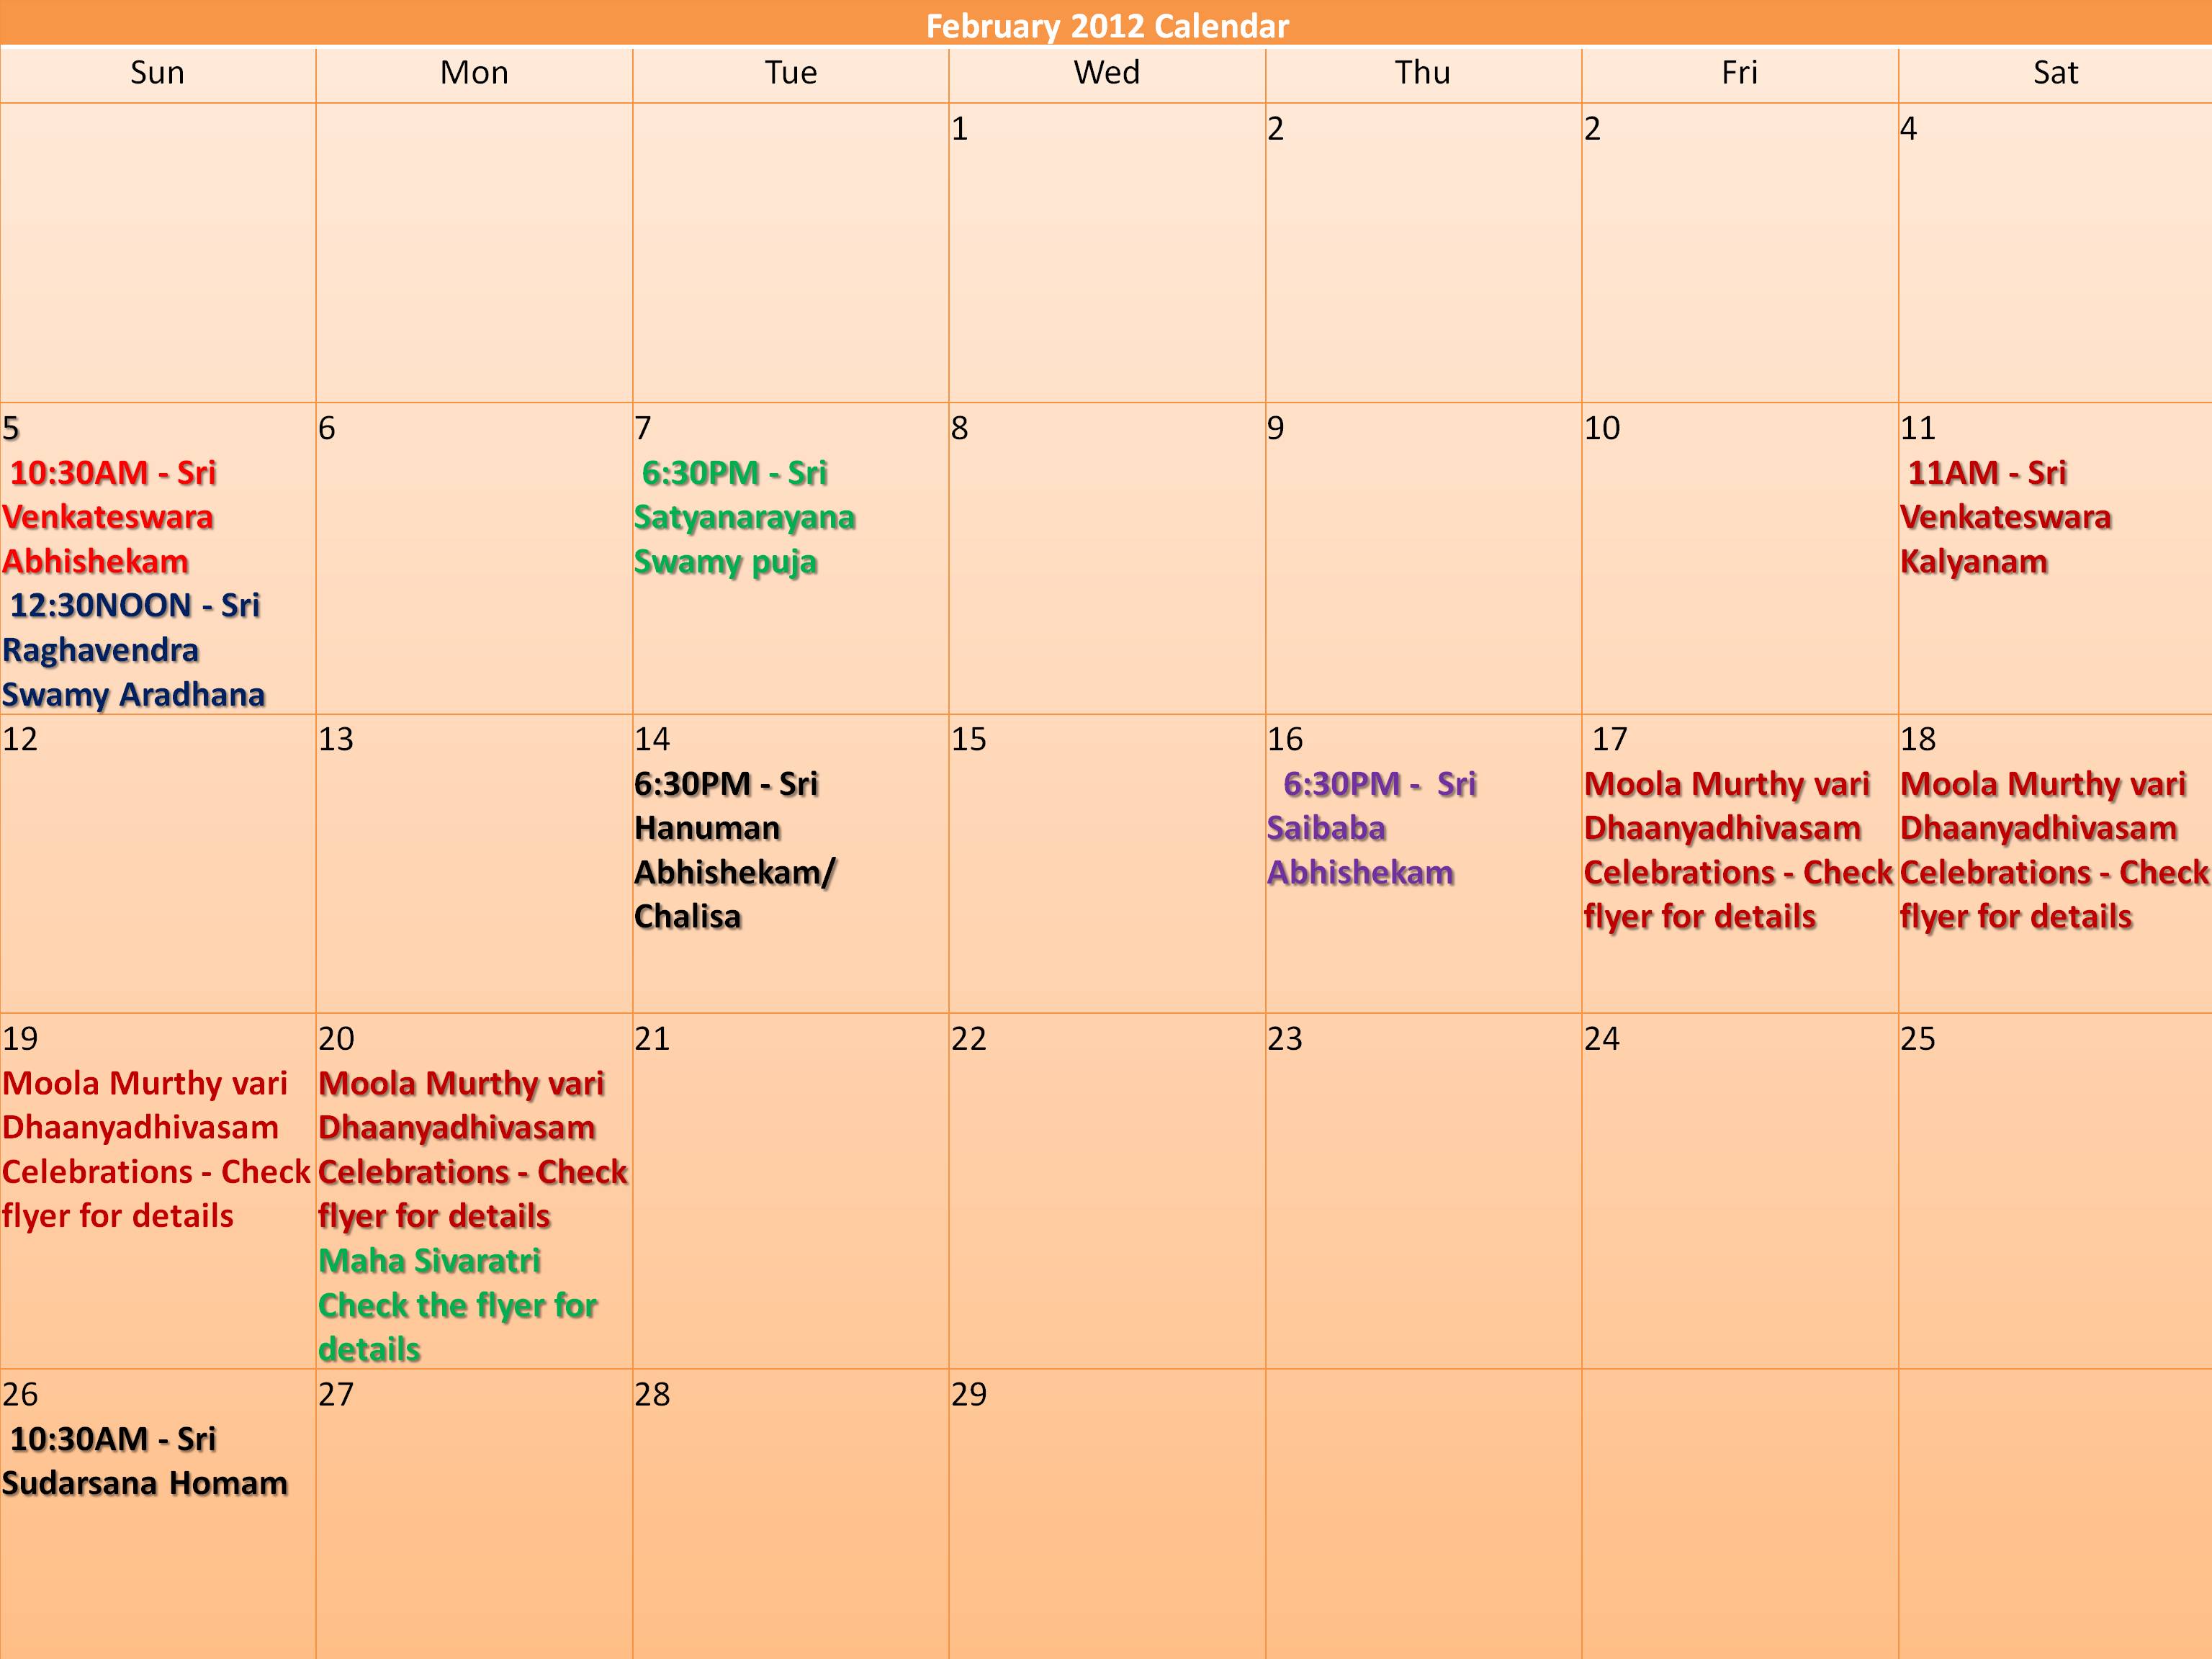 February 2012 Calendar
Sun Mon Tue Wed Thu Fri Sat
1 2 2 4
5
10:30AM - Sri
Venkateswara
Abhishekam
12:30NOON - Sri
Raghavendra
Swamy Aradhana
6
7
6:30PM - Sri
Satyanarayana
Swamy puja
8
9
10
11
11AM - Sri
Venkateswara
Kalyanam
12
13
14
6:30PM - Sri
Hanuman
Abhishekam/
Chalisa
15
16
6:30PM - Sri
Saibaba
Abhishekam
17
Moola Murthy vari
Dhaanyadhivasam
Celebrations - Check
flyer for details
18
Moola Murthy vari
Dhaanyadhivasam
Celebrations - Check
flyer for details
19
Moola Murthy vari
Dhaanyadhivasam
Celebrations - Check
flyer for details
20
Moola Murthy vari
Dhaanyadhivasam
Celebrations - Check
flyer for details
Maha Sivaratri
Check the flyer for
details
21
22
23
24
25
26
10:30AM - Sri
Sudarsana Homam
27
28
29